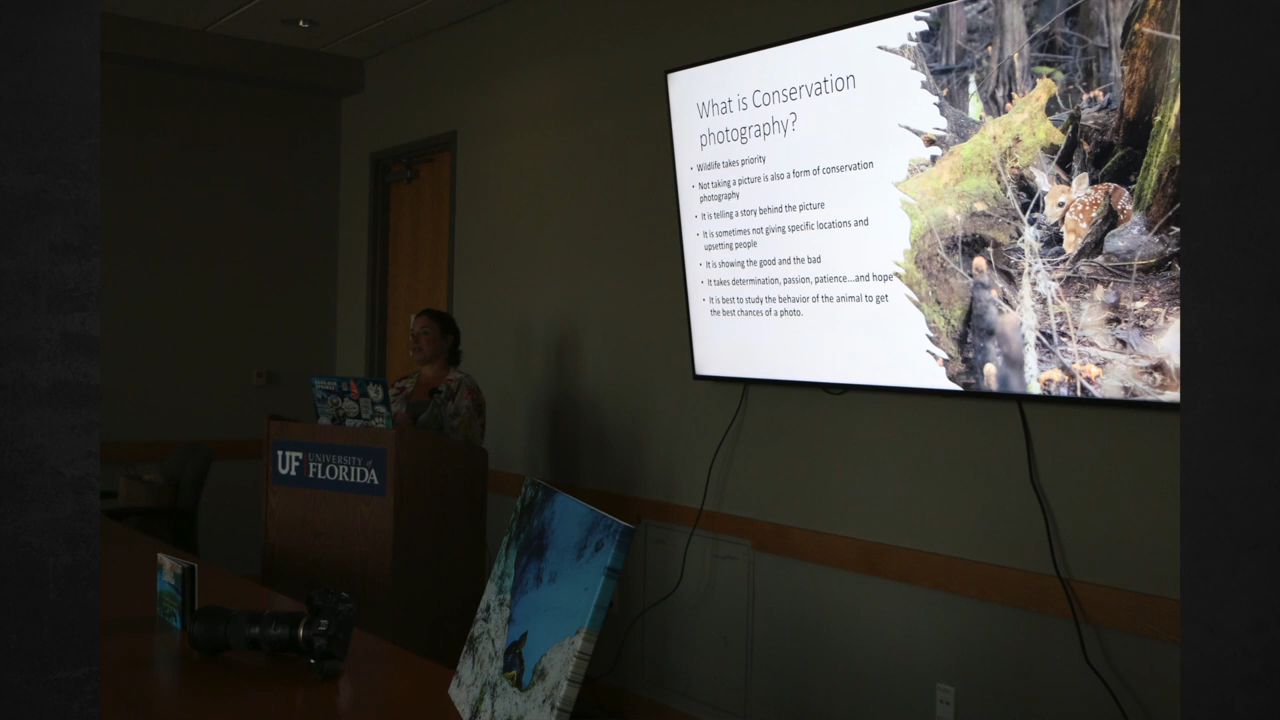 What is Conservation
photography?
• Wildlife takes priority
• Not taking a picture is also a form of conservation
photography
• It is telling a story behind the picture
• It is sometimes not giving specific locations and
upsetting people
• It is showing the good and the bad
• It takes determination, passion, patience...and hope
• It is best to study the behavior of the animal to get
the best chances of a photo.
UF UNIVERSITY of
FLORIDA